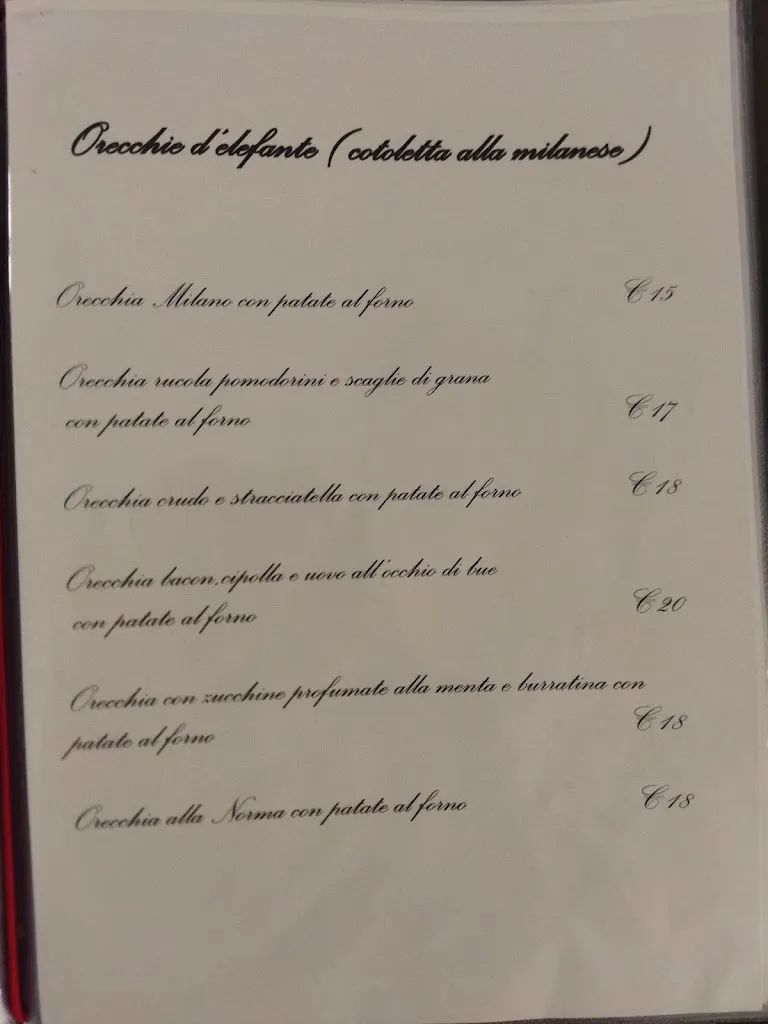 Orecchie d'elefante ( cotoletta alla milanese )
Orecchia Milano con patate al forno € 15
Orecchia rucola pomodorini e scaglie di grana
con patate al forno € 17
Orecchia crudo e stracciatella con patate al forno € 18
Orecchia bacon,cipolla e uovo all'occhio di bue
con patate al forno € 20
Orecchia con zucchine profumate alla menta e burratina con
patate al forno € 18
Orecchia alla Norma con patate al forno € 18